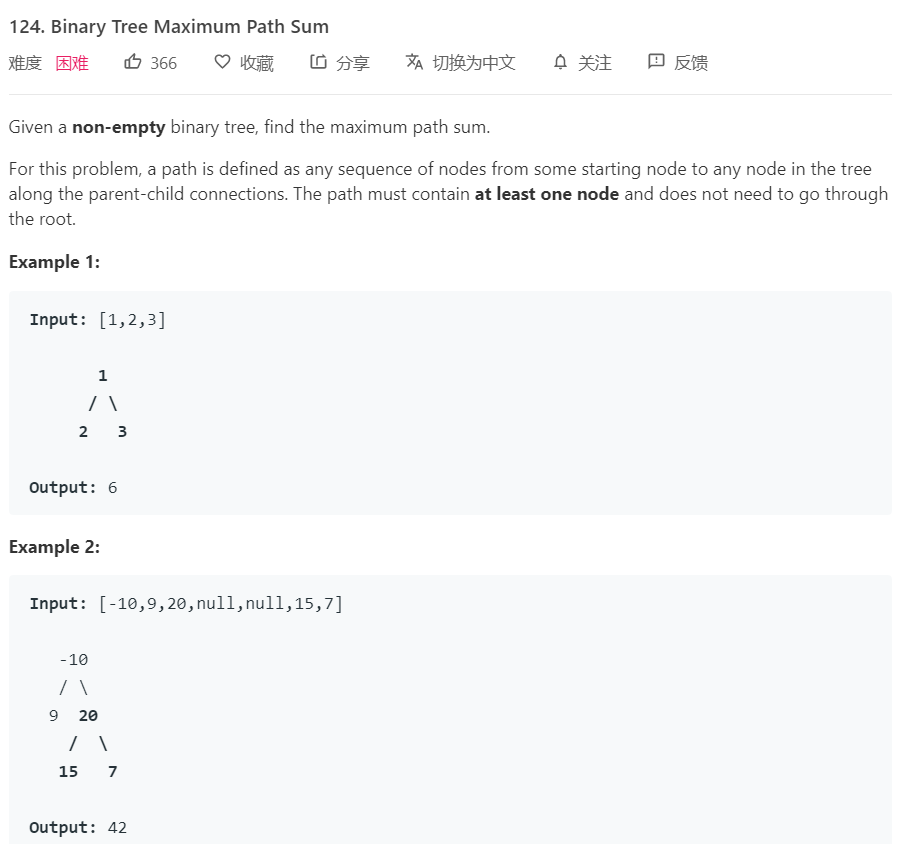 124. Binary Tree Maximum Path Sum
难度 困难 366 收藏 分享 切换为中文 关注 反馈
Given a non-empty binary tree, find the maximum path sum.
For this problem, a path is defined as any sequence of nodes from some starting node to any node in the tree
along the parent-child connections. The path must contain at least one node and does not need to go through
the root.
Example 1:
Input: [1,2,3]
1
/ \
2 3
Output: 6
Example 2:
Input: [-10,9,20,null,null,15,7]
-10
/ \
9 20
/ \
15 7
Output: 42